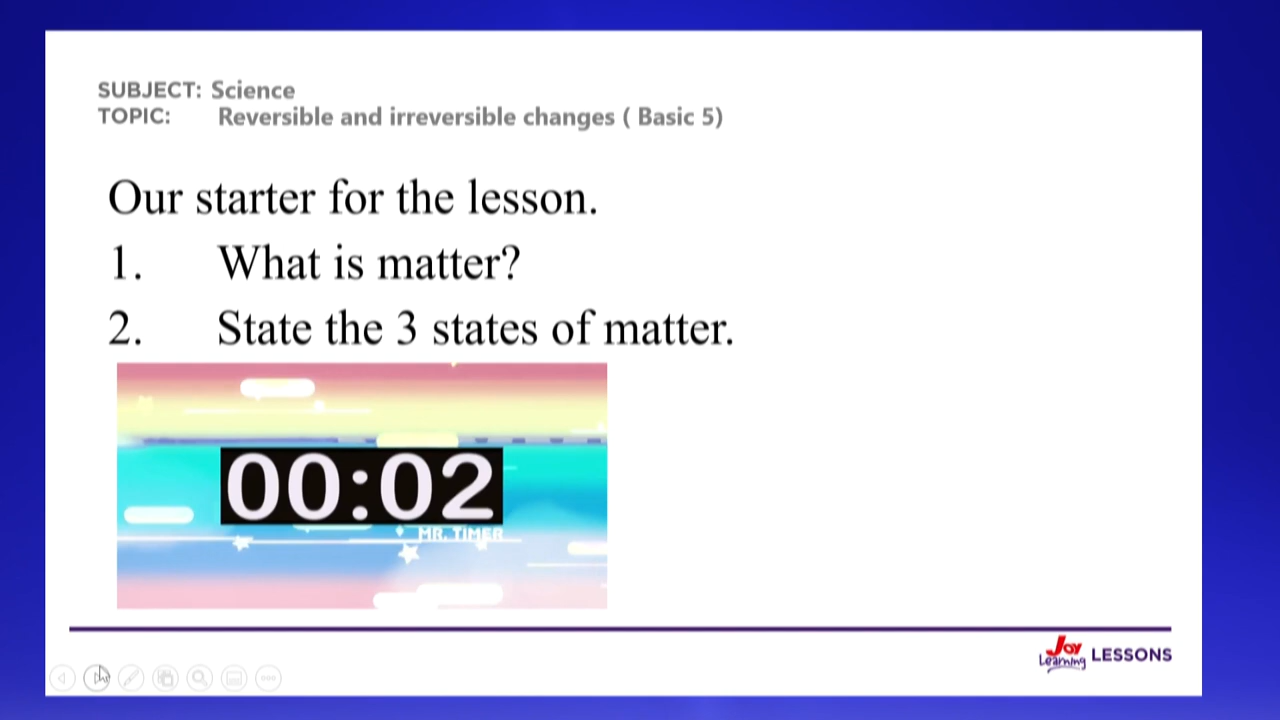 SUBJECT: Science
TOPIC: Reversible and irreversible changes ( Basic 5)
Our starter for the lesson.
1. What is matter?
2. State the 3 states of matter.
00:02
MR. TIMER
Joy Learning LESSONS